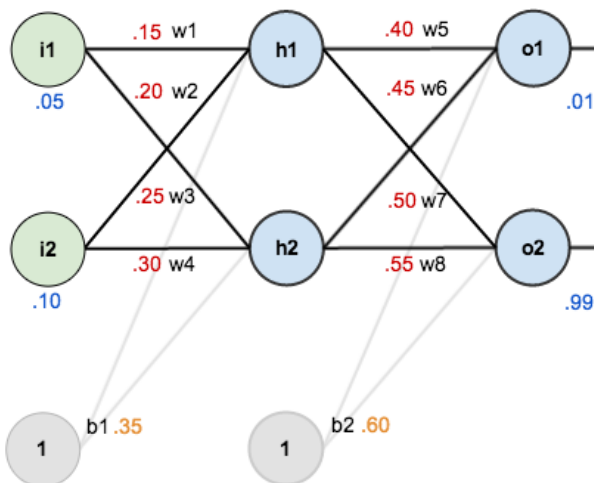 .15 w1
.40 w5
i1
h1
o1
.20 w2
.45 w6
.05
.01
.25 w3
.50 w7
i2
h2
o2
.30 w4
.55 w8
.10
.99
b1 .35
b2 .60
1
1